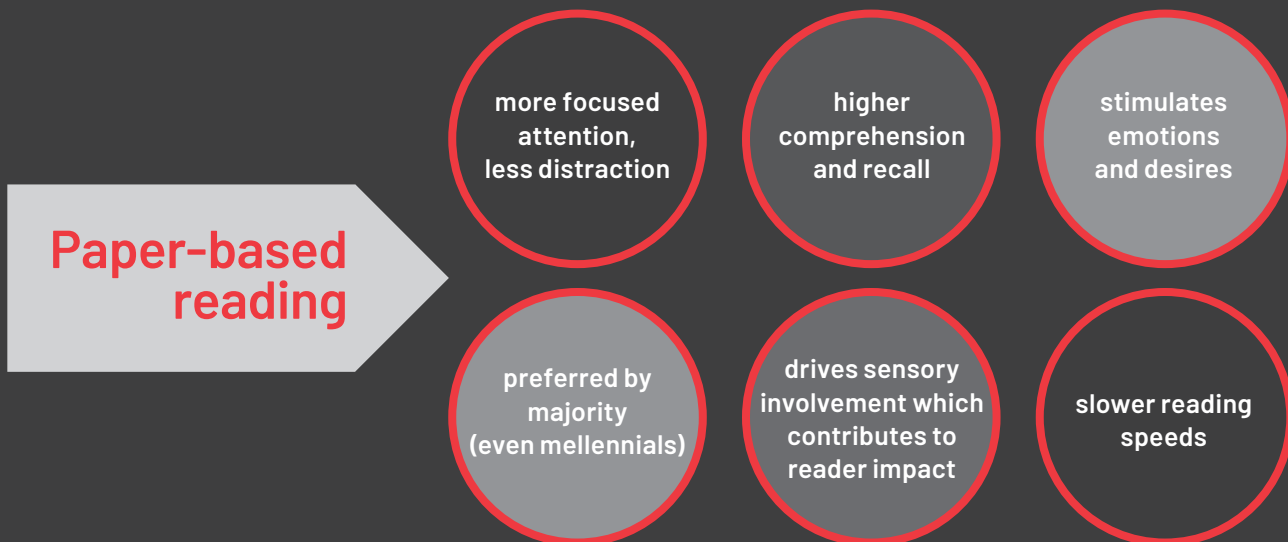 Paper-based
reading
more focused
attention,
less distraction
higher
comprehension
and recall
stimulates
emotions
and desires
preferred by
majority
(even mellennials)
drives sensory
involvement which
contributes to
reader impact
slower reading
speeds